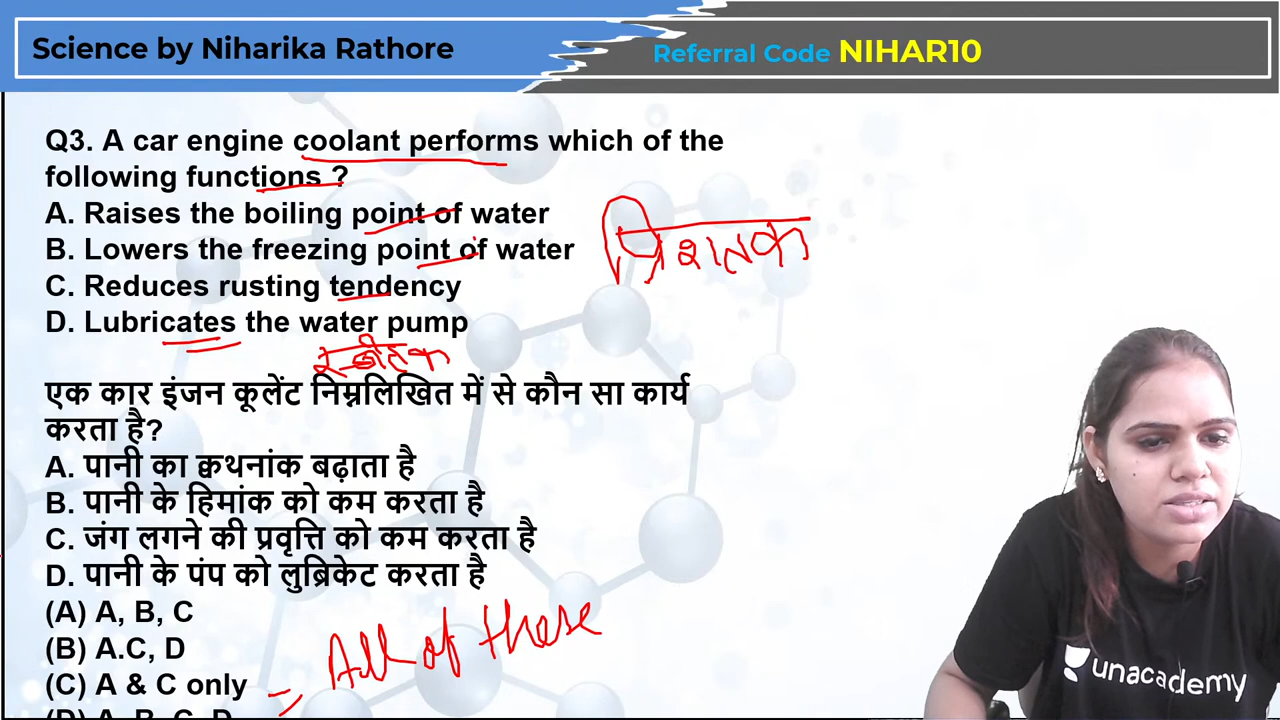 Science by Niharika Rathore
Referral Code NIHAR10
Q3. A car engine coolant performs which of the
following functions ?
A. Raises the boiling point of water
B. Lowers the freezing point of water
C. Reduces rusting tendency
D. Lubricates the water pump
एक कार इंजन कूलेंट निम्नलिखित में से कौन सा कार्य
करता है?
A. पानी का क्वथनांक बढ़ाता है
B. पानी के हिमांक को कम करता है
C. जंग लगने की प्रवृत्ति को कम करता है
D. पानी के पंप को लुब्रिकेट करता है
(A) A, B, C
(B) A.C, D
(C) A & C only
(D) A, B, C, D
All of these
unacademy